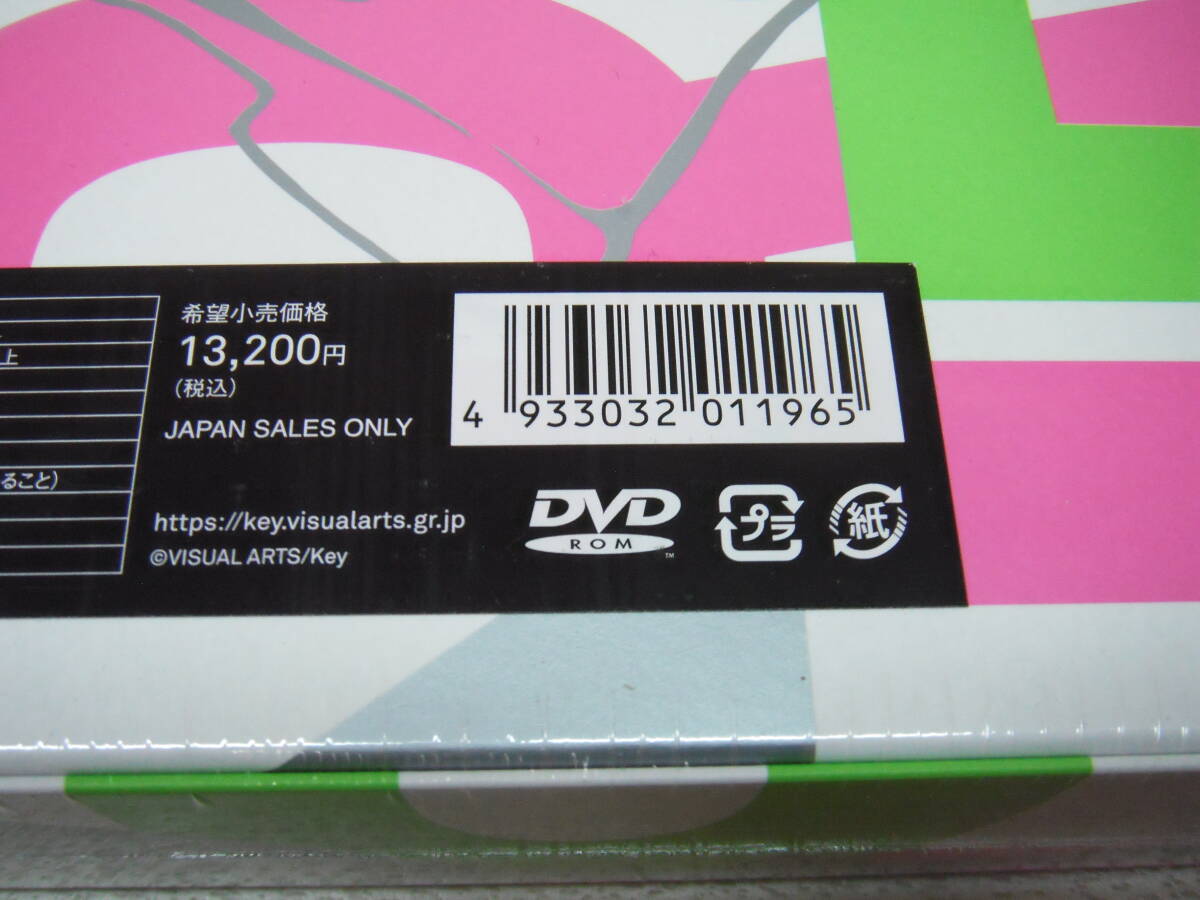 上
ること)
希望小売価格
13,200円
(税込)
JAPAN SALES ONLY
https://key.visualarts.gr.jp
©VISUAL ARTS/Key
4 933032 011965
DVD
ROM
TM
プラ
紙